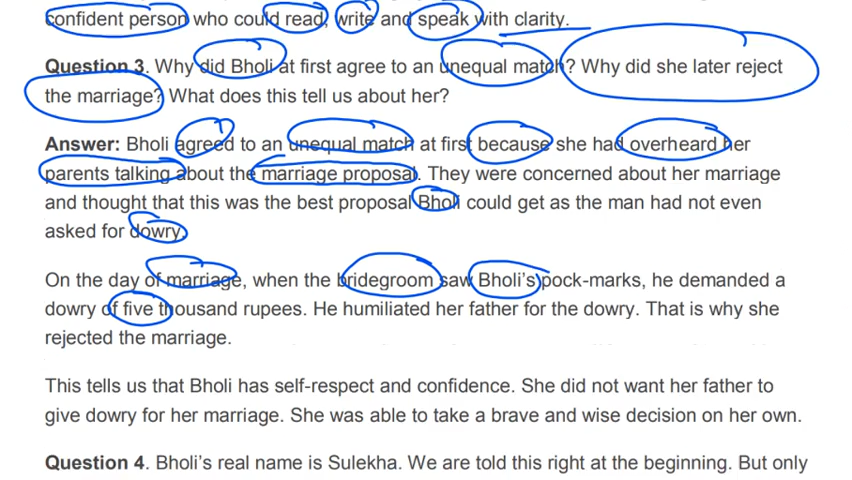 confident person who could read, write and speak with clarity.
Question 3. Why did Bholi at first agree to an unequal match? Why did she later reject
the marriage? What does this tell us about her?
Answer: Bholi agreed to an unequal match at first because she had overheard her
parents talking about the marriage proposal. They were concerned about her marriage
and thought that this was the best proposal Bholi could get as the man had not even
asked for dowry.
On the day of marriage, when the bridegroom saw Bholi's pock-marks, he demanded a
dowry of five thousand rupees. He humiliated her father for the dowry. That is why she
rejected the marriage.
This tells us that Bholi has self-respect and confidence. She did not want her father to
give dowry for her marriage. She was able to take a brave and wise decision on her own.
Question 4. Bholi's real name is Sulekha. We are told this right at the beginning. But only